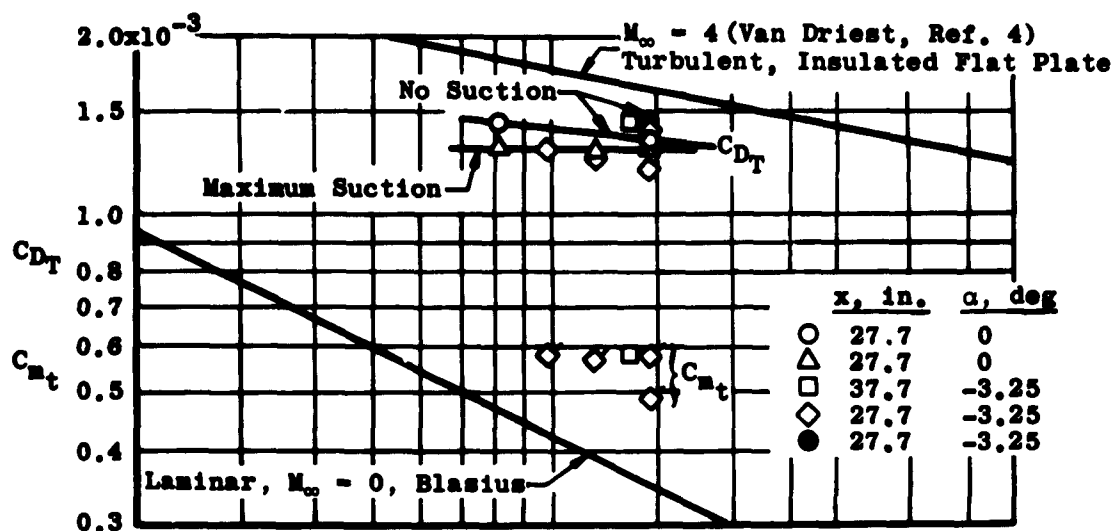 2.0x10⁻³
M∞ = 4 (Van Driest, Ref. 4)
Turbulent, Insulated Flat Plate
No Suction
1.5
C_D_T
Maximum Suction
1.0
C_D_T
0.8
0.7
C_m_t
0.6
0.5
0.4
0.3
C_m_t
x, in. α, deg
○ 27.7 0
△ 27.7 0
□ 37.7 -3.25
◇ 27.7 -3.25
● 27.7 -3.25
Laminar, M∞ = 0, Blasius